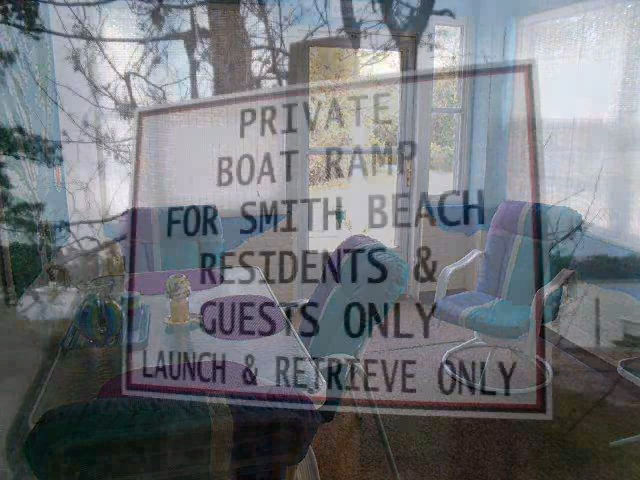 PRIVATE
BOAT RAMP
FOR SMITH BEACH
RESIDENTS &
GUESTS ONLY
LAUNCH & RETRIEVE ONLY